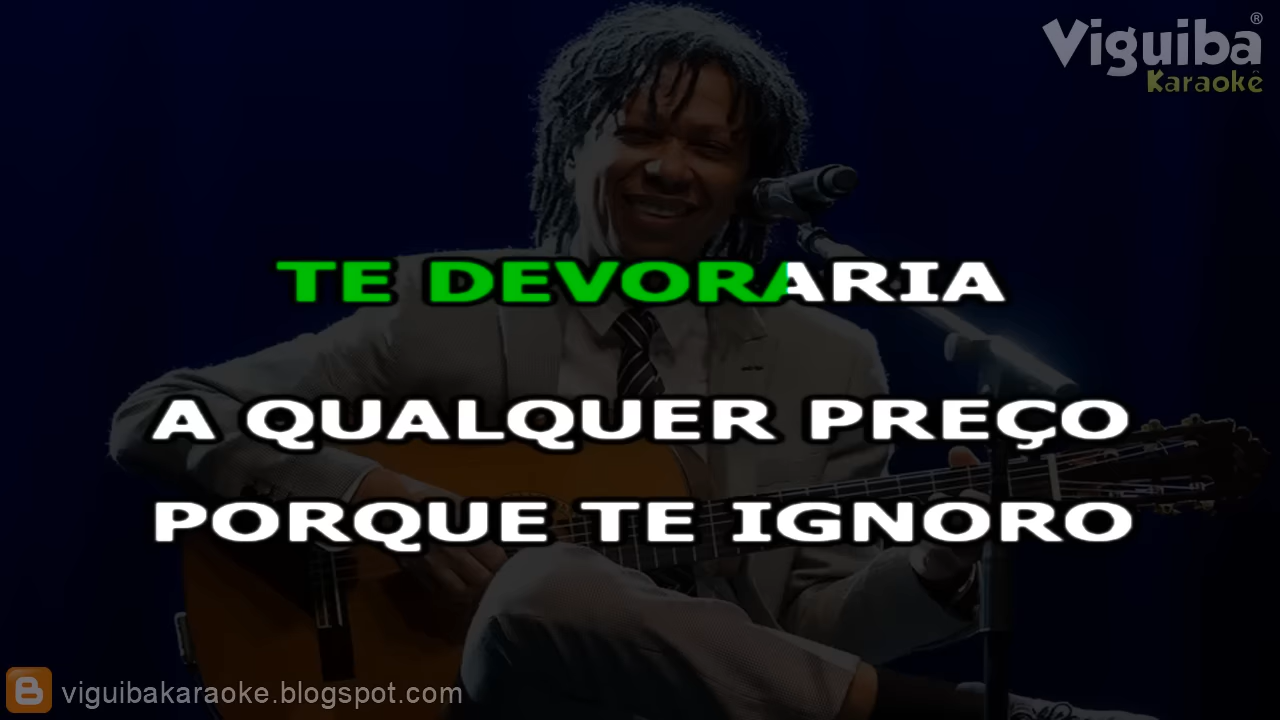 Viguiba®
Karaokê
TE DEVORARIA
A QUALQUER PREÇO
PORQUE TE IGNORO
viguibakaraoke.blogspot.com